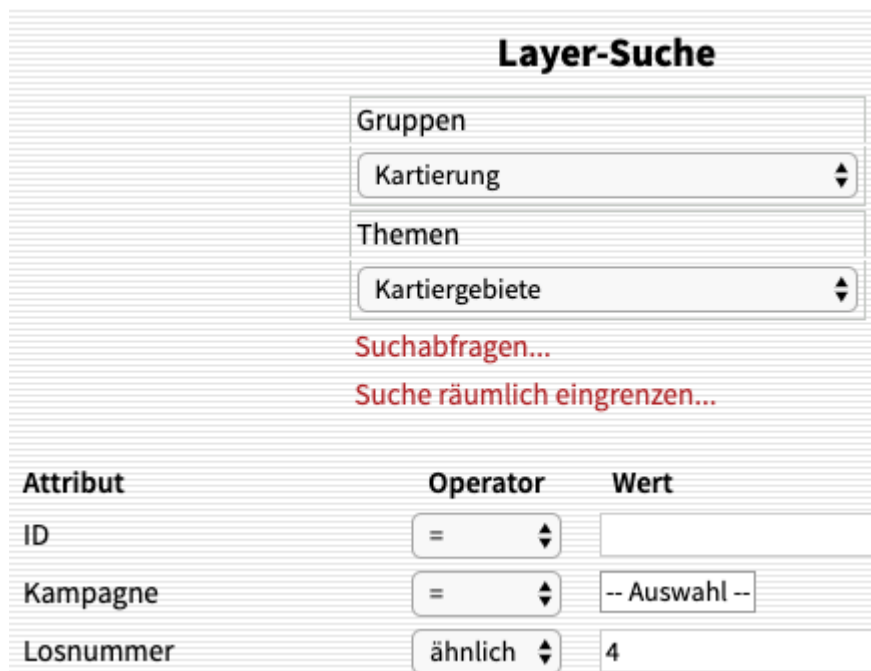 Layer-Suche
Gruppen
Kartierung
Themen
Kartiergebiete
Suchabfragen...
Suche räumlich eingrenzen...
Attribut Operator Wert
ID =
Kampagne = -- Auswahl --
Losnummer ähnlich 4